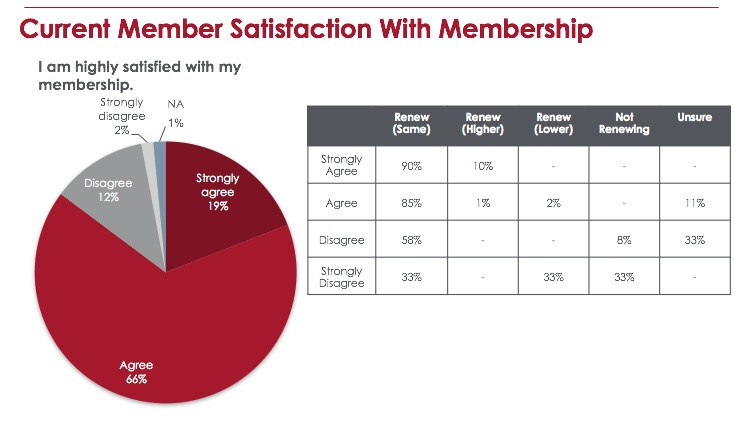 Current Member Satisfaction With Membership
I am highly satisfied with my
membership.
Strongly
disagree
2%
NA
1%
Disagree
12%
Strongly
agree
19%
Agree
66%
Renew
(Same)
Renew
(Higher)
Renew
(Lower)
Not
Renewing
Unsure
Strongly
Agree
90%
10%
-
-
-
Agree
85%
1%
2%
-
11%
Disagree
58%
-
-
8%
33%
Strongly
Disagree
33%
-
33%
33%
-